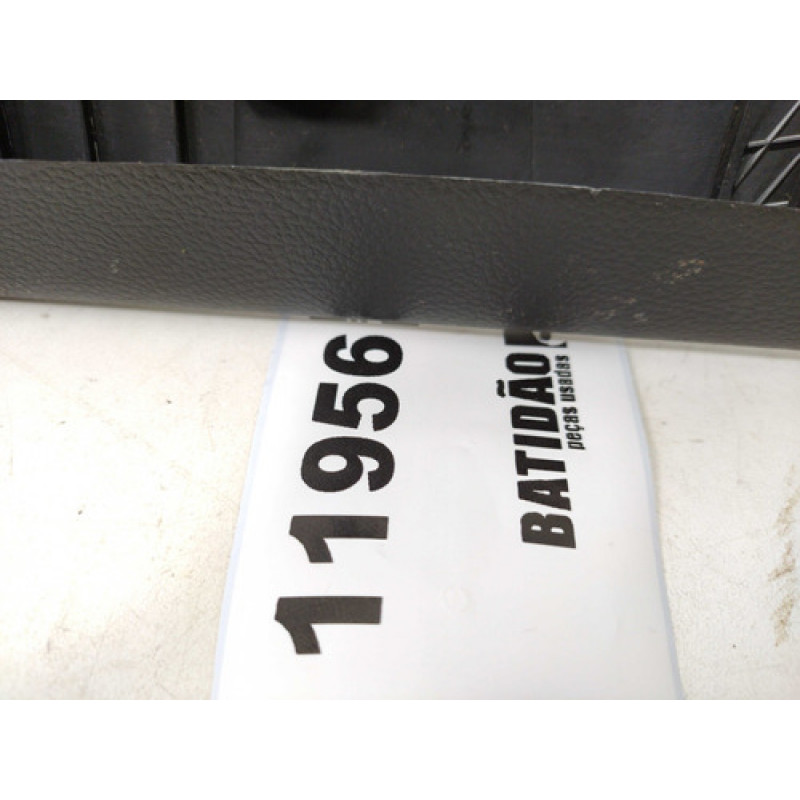 11956
BATIDÃO
peças usadas